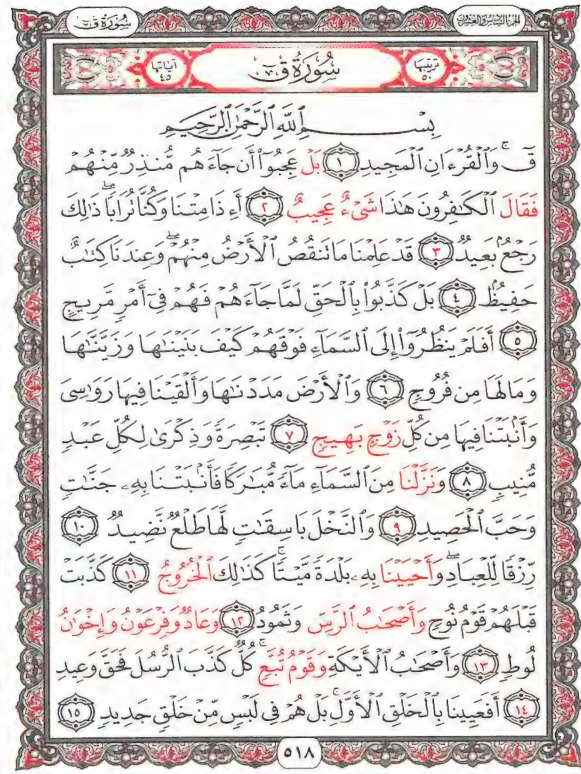 سُورَةُ ق
الجزء السادس والعشرون
ترتيبها ٥٠
سُورَةُ ق
آياتها ٤٥
بِسْمِ ٱللَّهِ ٱلرَّحْمَٰنِ ٱلرَّحِيمِ
قٓ ۚ وَٱلْقُرْءَانِ ٱلْمَجِيدِ ١ بَلْ عَجِبُوٓا۟ أَن جَآءَهُم مُّنذِرٌ مِّنْهُمْ
فَقَالَ ٱلْكَٰفِرُونَ هَٰذَا شَىْءٌ عَجِيبٌ ٢ أَءِذَا مِتْنَا وَكُنَّا تُرَابًا ۖ ذَٰلِكَ
رَجْعٌۢ بَعِيدٌ ٣ قَدْ عَلِمْنَا مَا تَنقُصُ ٱلْأَرْضُ مِنْهُمْ ۖ وَعِندَنَا كِتَٰبٌ
حَفِيظٌۢ ٤ بَلْ كَذَّبُوا۟ بِٱلْحَقِّ لَمَّا جَآءَهُمْ فَهُمْ فِىٓ أَمْرٍ مَّرِيجٍ
٥ أَفَلَمْ يَنظُرُوٓا۟ إِلَى ٱلسَّمَآءِ فَوْقَهُمْ كَيْفَ بَنَيْنَٰهَا وَزَيَّنَّٰهَا
وَمَا لَهَا مِن فُرُوجٍ ٦ وَٱلْأَرْضَ مَدَدْنَٰهَا وَأَلْقَيْنَا فِيهَا رَوَٰسِىَ
وَأَنۢبَتْنَا فِيهَا مِن كُلِّ زَوْجٍۭ بَهِيجٍ ٧ تَبْصِرَةً وَذِكْرَىٰ لِكُلِّ عَبْدٍ
مُّنِيبٍ ٨ وَنَزَّلْنَا مِنَ ٱلسَّمَآءِ مَآءً مُّبَٰرَكًا فَأَنۢبَتْنَا بِهِۦ جَنَّٰتٍ
وَحَبَّ ٱلْحَصِيدِ ٩ وَٱلنَّخْلَ بَاسِقَٰتٍ لَّهَا طَلْعٌ نَّضِيدٌ ١٠
رِّزْقًا لِّلْعِبَادِ ۖ وَأَحْيَيْنَا بِهِۦ بَلْدَةً مَّيْتًا ۚ كَذَٰلِكَ ٱلْخُرُوجُ ١١ كَذَّبَتْ
قَبْلَهُمْ قَوْمُ نُوحٍ وَأَصْحَٰبُ ٱلرَّسِّ وَثَمُودُ ١٢ وَعَادٌ وَفِرْعَوْنُ وَإِخْوَٰنُ
لُوطٍ ١٣ وَأَصْحَٰبُ ٱلْأَيْكَةِ وَقَوْمُ تُبَّعٍ ۚ كُلٌّ كَذَّبَ ٱلرُّسُلَ فَحَقَّ وَعِيدِ
١٤ أَفَعَيِينَا بِٱلْخَلْقِ ٱلْأَوَّلِ ۚ بَلْ هُمْ فِى لَبْسٍ مِّنْ خَلْقٍ جَدِيدٍ ١٥
٥١٨